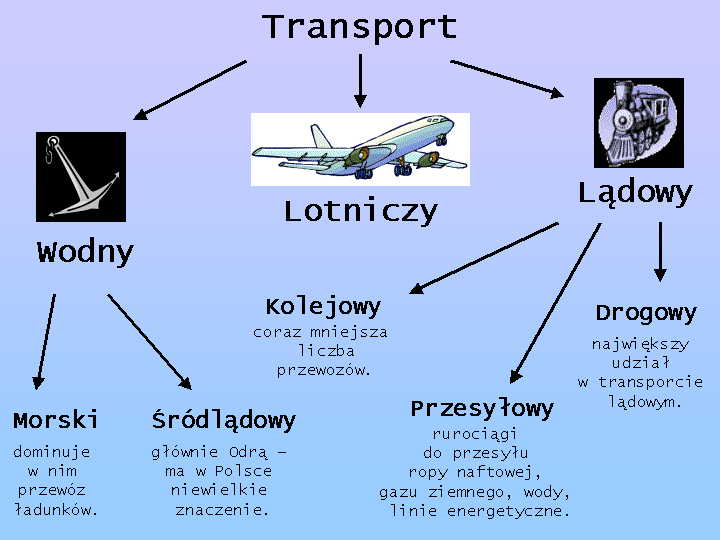 Transport
Lądowy
Lotniczy
Wodny
Kolejowy
coraz mniejsza
liczba
przewozów.
Drogowy
największy
udział
w transporcie
lądowym.
Morski
dominuje
w nim
przewóz
ładunków.
Śródlądowy
głównie Odrą –
ma w Polsce
niewielkie
znaczenie.
Przesyłowy
rurociągi
do przesyłu
ropy naftowej,
gazu ziemnego, wody,
linie energetyczne.